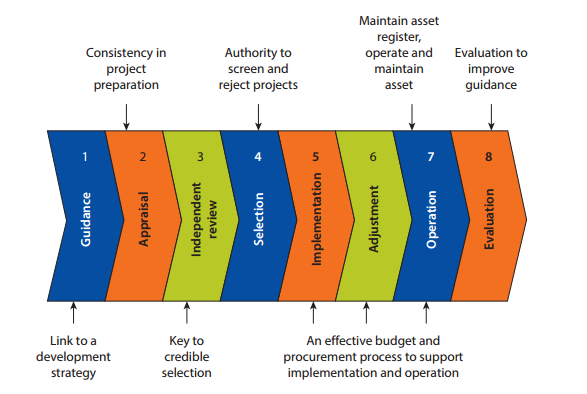 Consistency in
project
preparation
Authority to
screen and
reject projects
Maintain asset
register,
operate and
maintain
asset
Evaluation to
improve
guidance
1
Guidance
2
Appraisal
3
Independent
review
4
Selection
5
Implementation
6
Adjustment
7
Operation
8
Evaluation
Link to a
development
strategy
Key to
credible
selection
An effective budget and
procurement process to support
implementation and operation